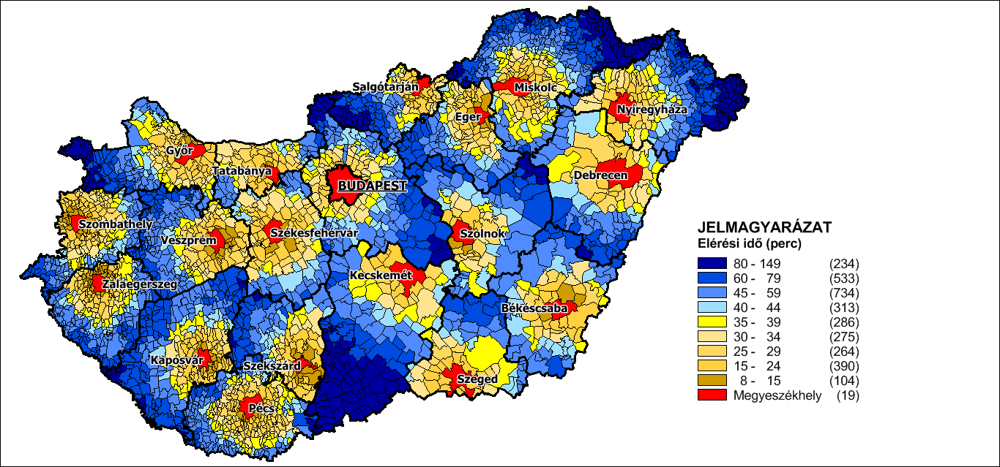 Salgótarján
Miskolc
Eger
Nyíregyháza
Győr
Tatabánya
BUDAPEST
Debrecen
Szombathely
Veszprém
Székesfehérvár
Szolnok
Kecskemét
Zalaegerszeg
Békéscsaba
Kaposvár
Szekszárd
Szeged
Pécs
JELMAGYARÁZAT
Elérési idő (perc)
80 - 149 (234)
60 - 79 (533)
45 - 59 (734)
40 - 44 (313)
35 - 39 (286)
30 - 34 (275)
25 - 29 (264)
15 - 24 (390)
8 - 15 (104)
Megyeszékhely (19)